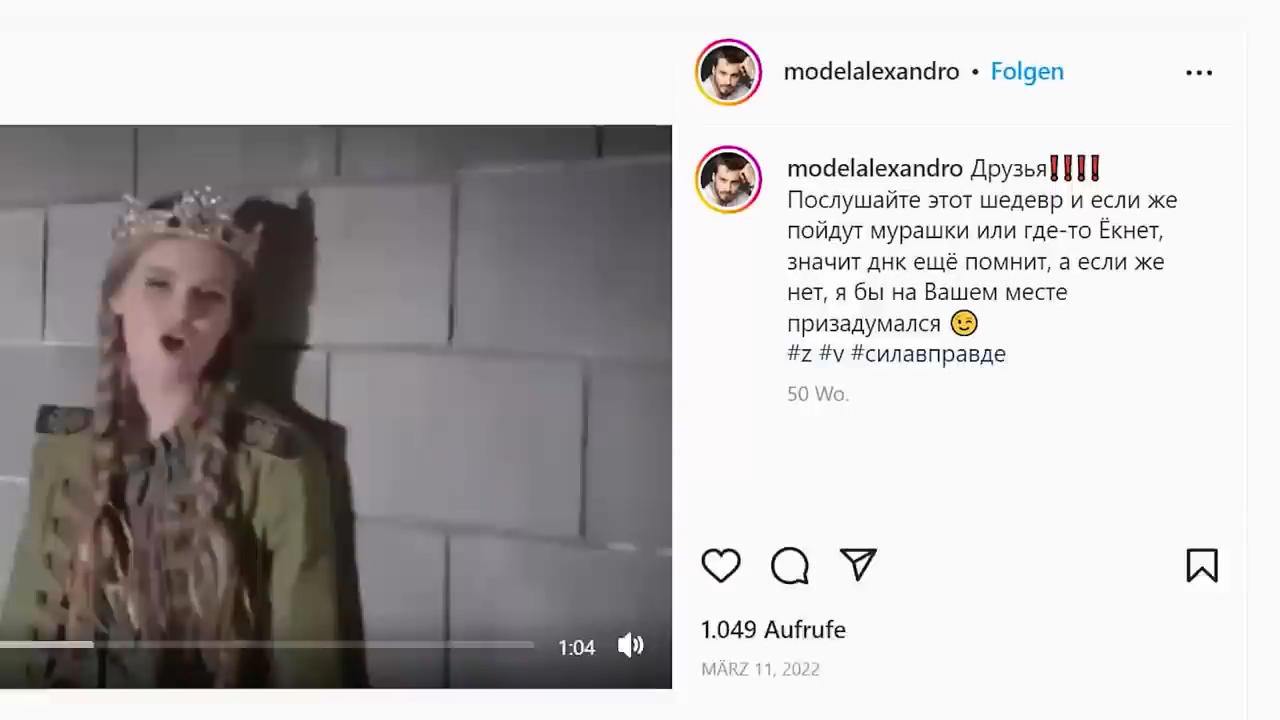 modelalexandro • Folgen
modelalexandro Друзья‼️‼️
Послушайте этот шедевр и если же
пойдут мурашки или где-то Ёкнет,
значит днк ещё помнит, а если же
нет, я бы на Вашем месте
призадумался 😉
#z #v #силавправде
50 Wo.
1:04
1.049 Aufrufe
MÄRZ 11, 2022